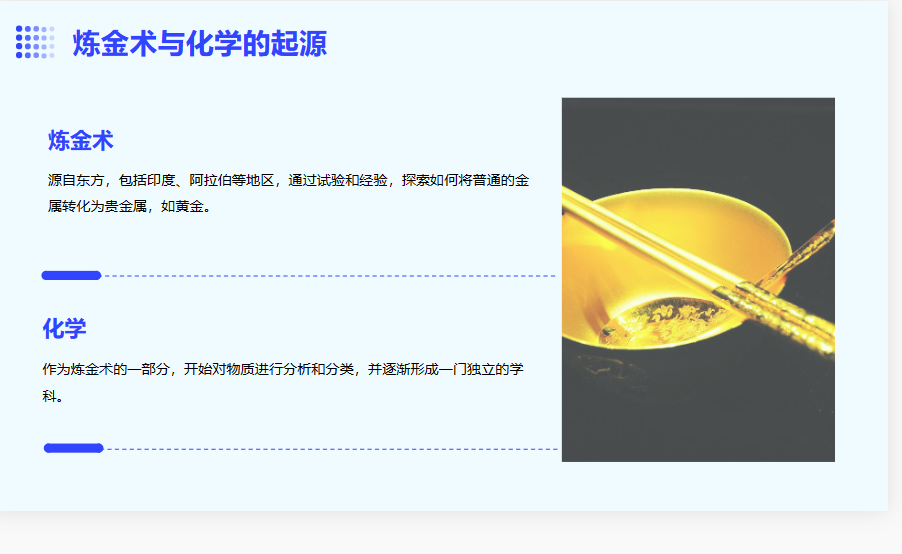 炼金术与化学的起源
炼金术
源自东方，包括印度、阿拉伯等地区，通过试验和经验，探索如何将普通的金
属转化为贵金属，如黄金。
化学
作为炼金术的一部分，开始对物质进行分析和分类，并逐渐形成一门独立的学
科。